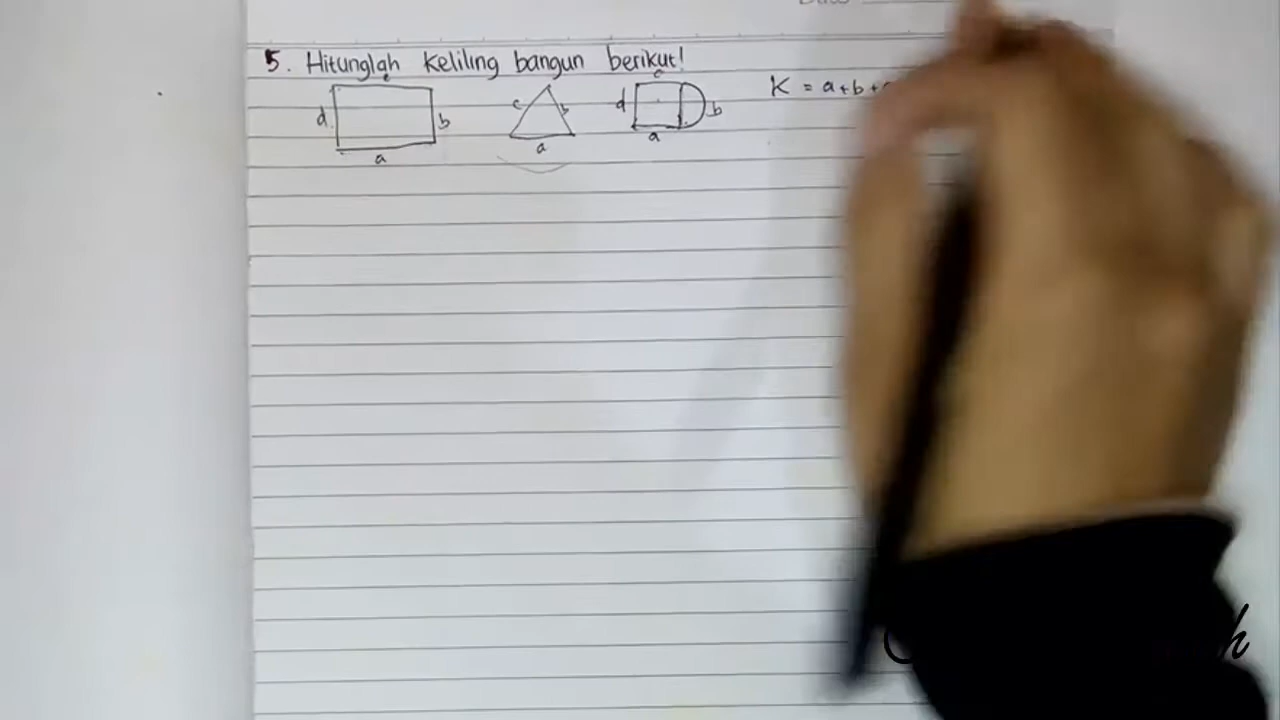 5. Hitunglah keliling bangun berikut!
c c
d b c b d b K = a+b+
a a a